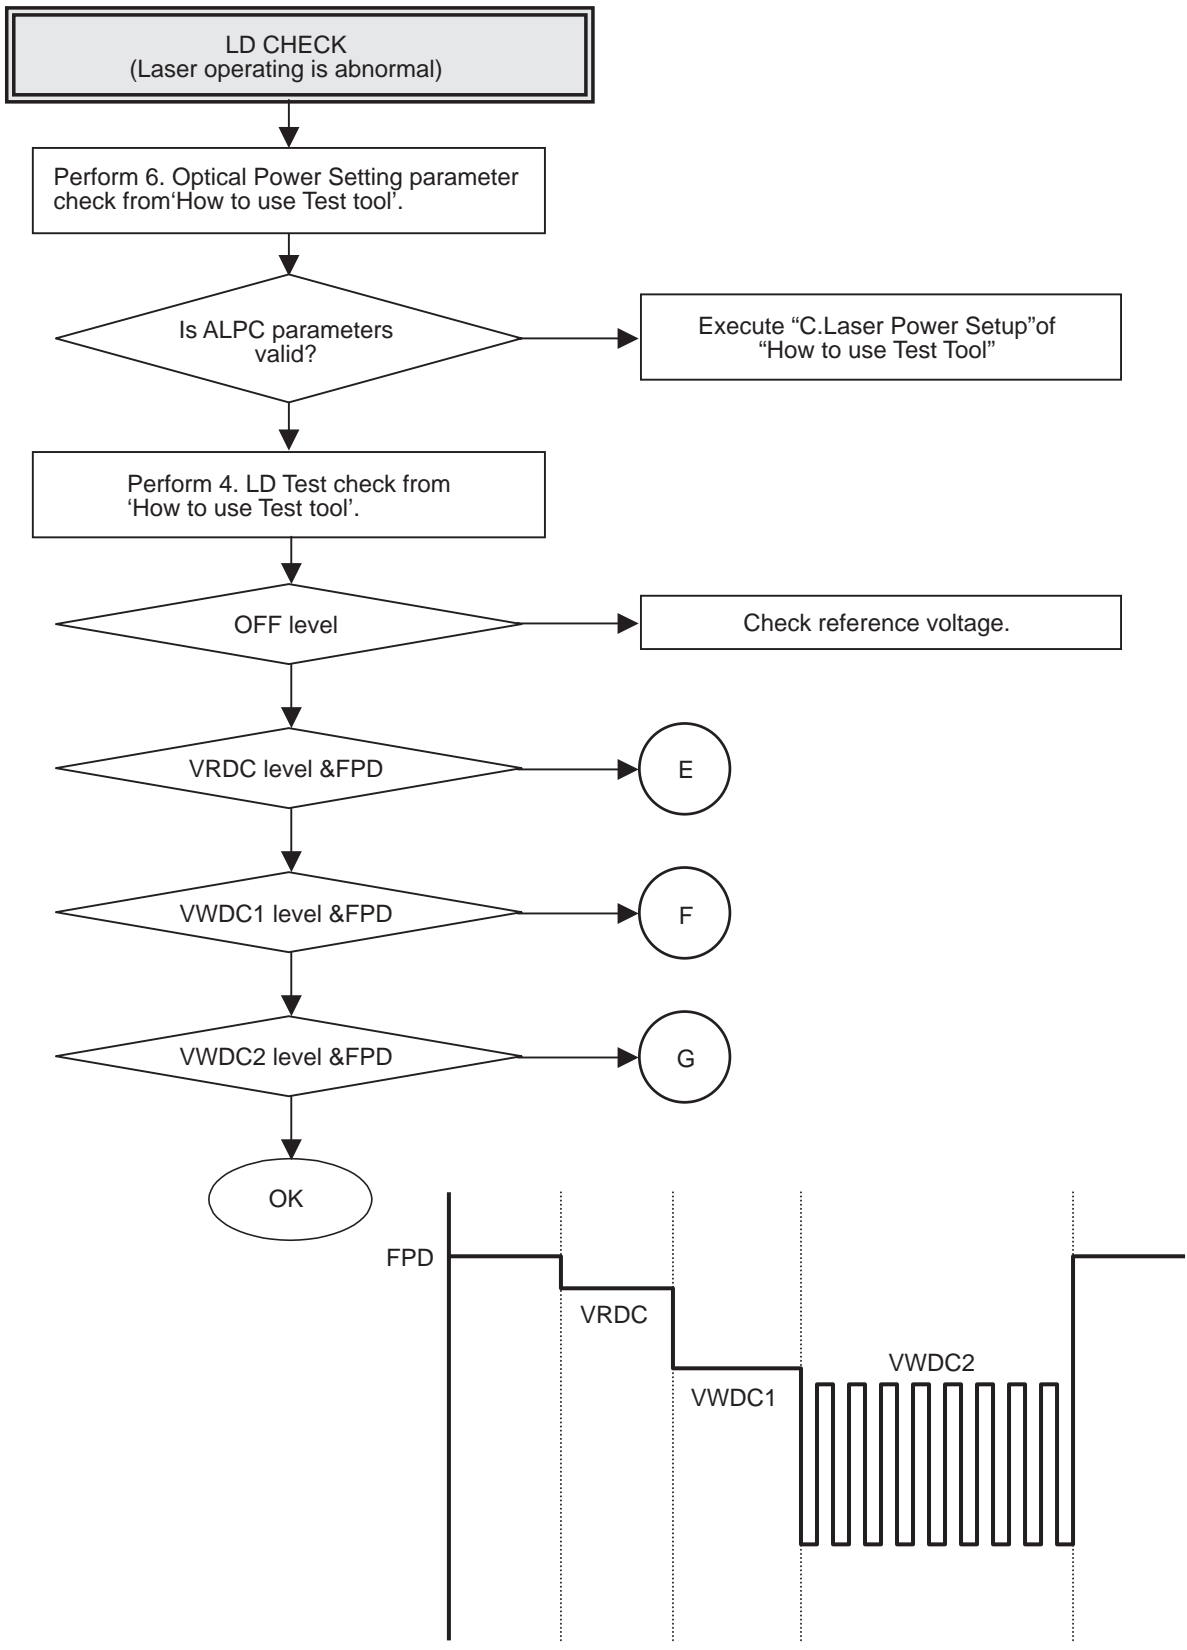 LD CHECK
(Laser operating is abnormal)
Perform 6. Optical Power Setting parameter
check from‘How to use Test tool’.
Is ALPC parameters
valid?
Execute “C.Laser Power Setup”of
“How to use Test Tool”
Perform 4. LD Test check from
‘How to use Test tool’.
OFF level
Check reference voltage.
VRDC level &FPD
E
VWDC1 level &FPD
F
VWDC2 level &FPD
G
OK
FPD
VRDC
VWDC1
VWDC2